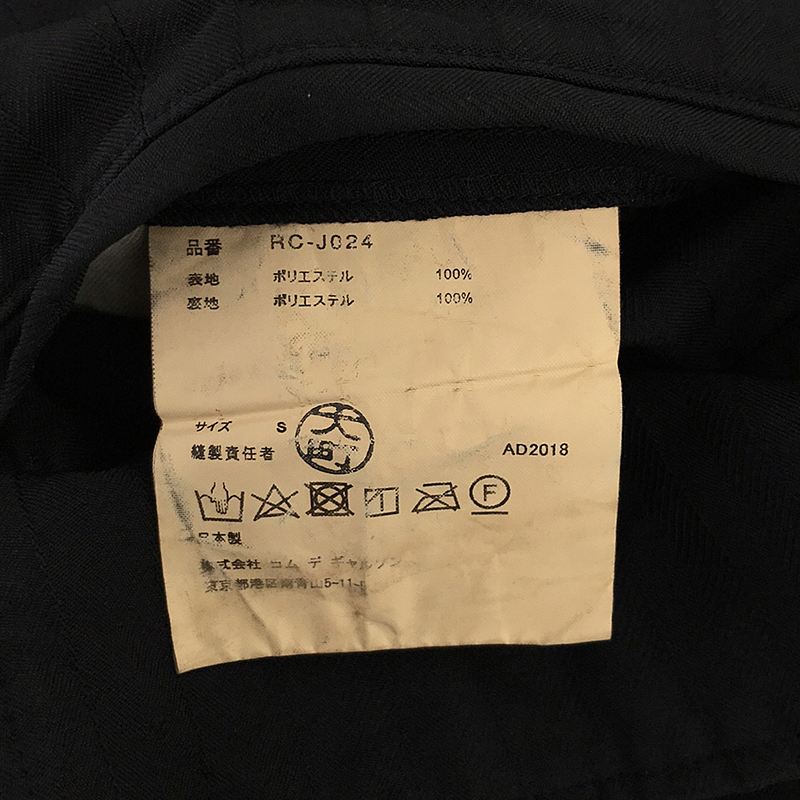 品番 RC-J024
表地 ポリエステル 100%
裏地 ポリエステル 100%
サイズ S
縫製責任者
AD2018
F
日本製
株式会社 コム デ ギャルソン
東京都港区南青山5-11-